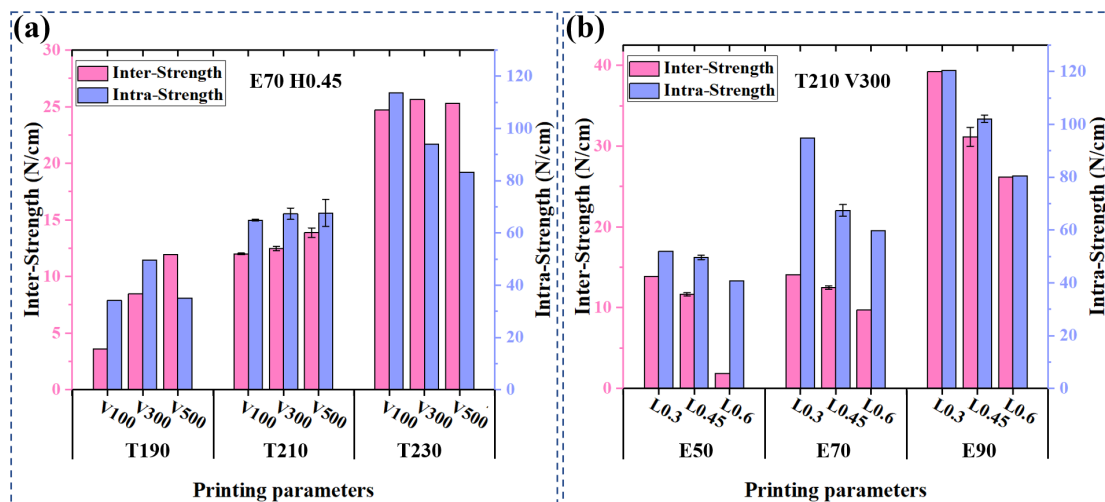 (a)
E70 H0.45
Inter-Strength
Intra-Strength
Inter-Strength (N/cm)
30
25
20
15
10
5
0
Intra-Strength (N/cm)
120
100
80
60
40
20
0
V100 V300 V500 V100 V300 V500 V100 V300 V500
T190 T210 T230
Printing parameters
(b)
T210 V300
Inter-Strength
Intra-Strength
Inter-Strength (N/cm)
40
30
20
10
0
Intra-Strength (N/cm)
120
100
80
60
40
20
0
L0.3 L0.45 L0.6 L0.3 L0.45 L0.6 L0.3 L0.45 L0.6
E50 E70 E90
Printing parameters